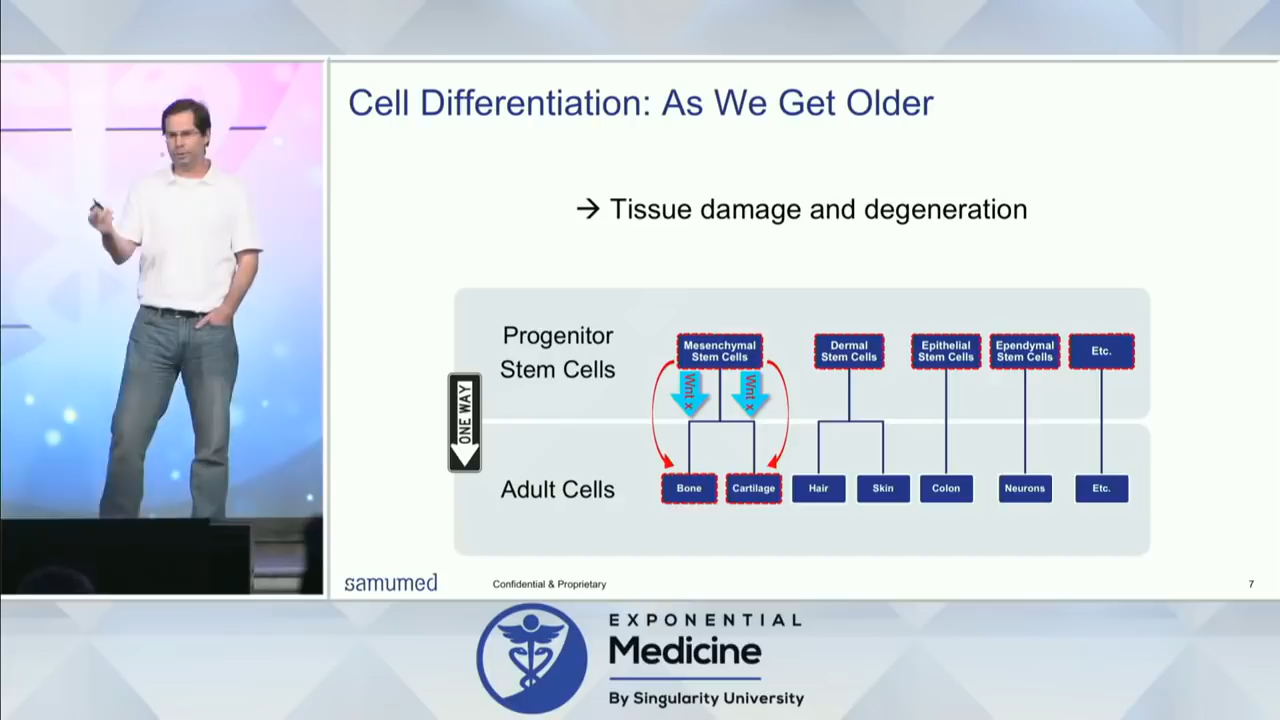 Cell Differentiation: As We Get Older
→ Tissue damage and degeneration
Progenitor
Stem Cells
Mesenchymal
Stem Cells
Dermal
Stem Cells
Epithelial
Stem Cells
Ependymal
Stem Cells
Etc.
Wnt x
Wnt x
ONE WAY
Adult Cells
Bone
Cartilage
Hair
Skin
Colon
Neurons
Etc.
samumed
Confidential & Proprietary
7
EXPONENTIAL
Medicine
By Singularity University